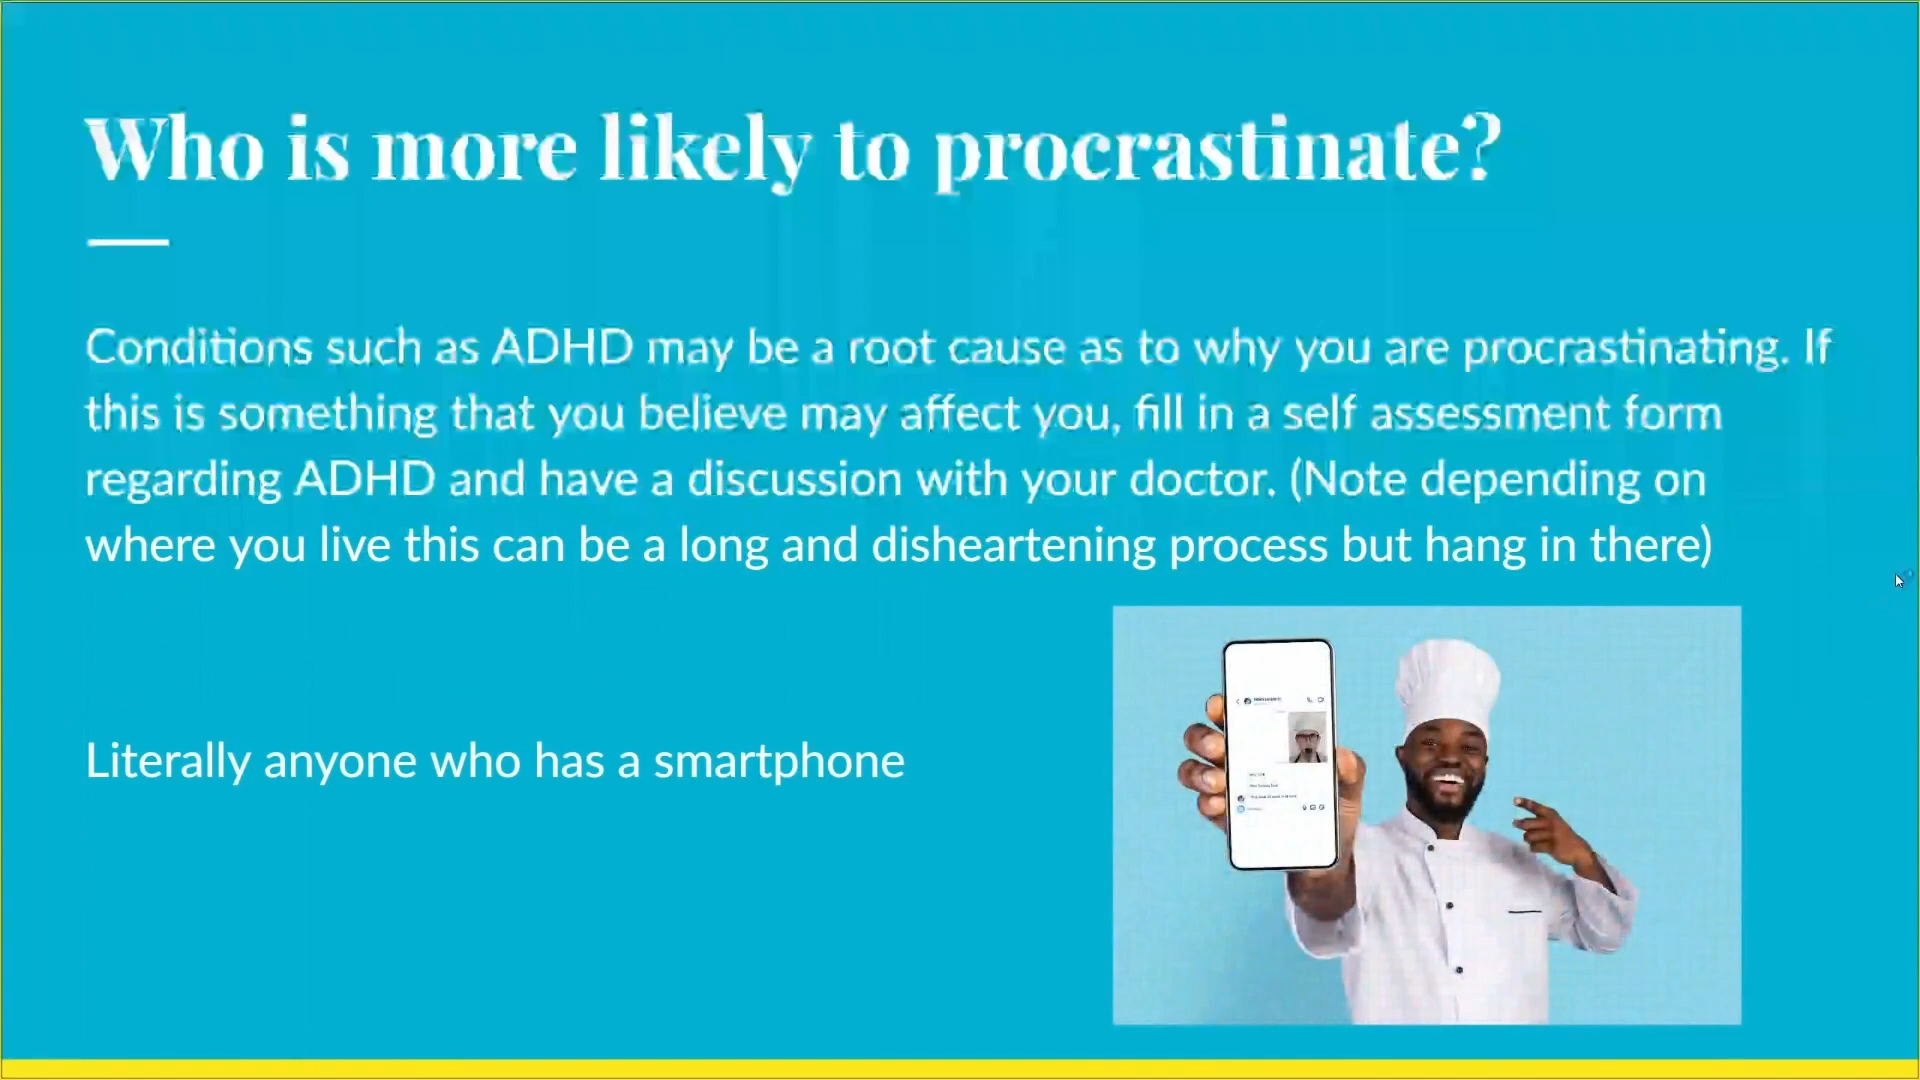 Who is more likely to procrastinate?
Conditions such as ADHD may be a root cause as to why you are procrastinating. If
this is something that you believe may affect you, fill in a self assessment form
regarding ADHD and have a discussion with your doctor. (Note depending on
where you live this can be a long and disheartening process but hang in there)
Literally anyone who has a smartphone